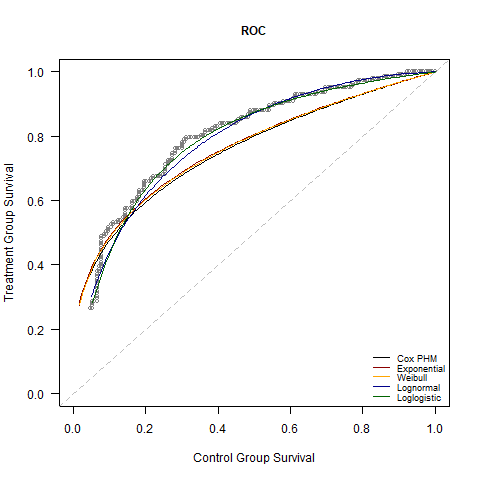 ROC
Treatment Group Survival
1.0
0.8
0.6
0.4
0.2
0.0
Cox PHM
Exponential
Weibull
Lognormal
Loglogistic
0.0 0.2 0.4 0.6 0.8 1.0
Control Group Survival